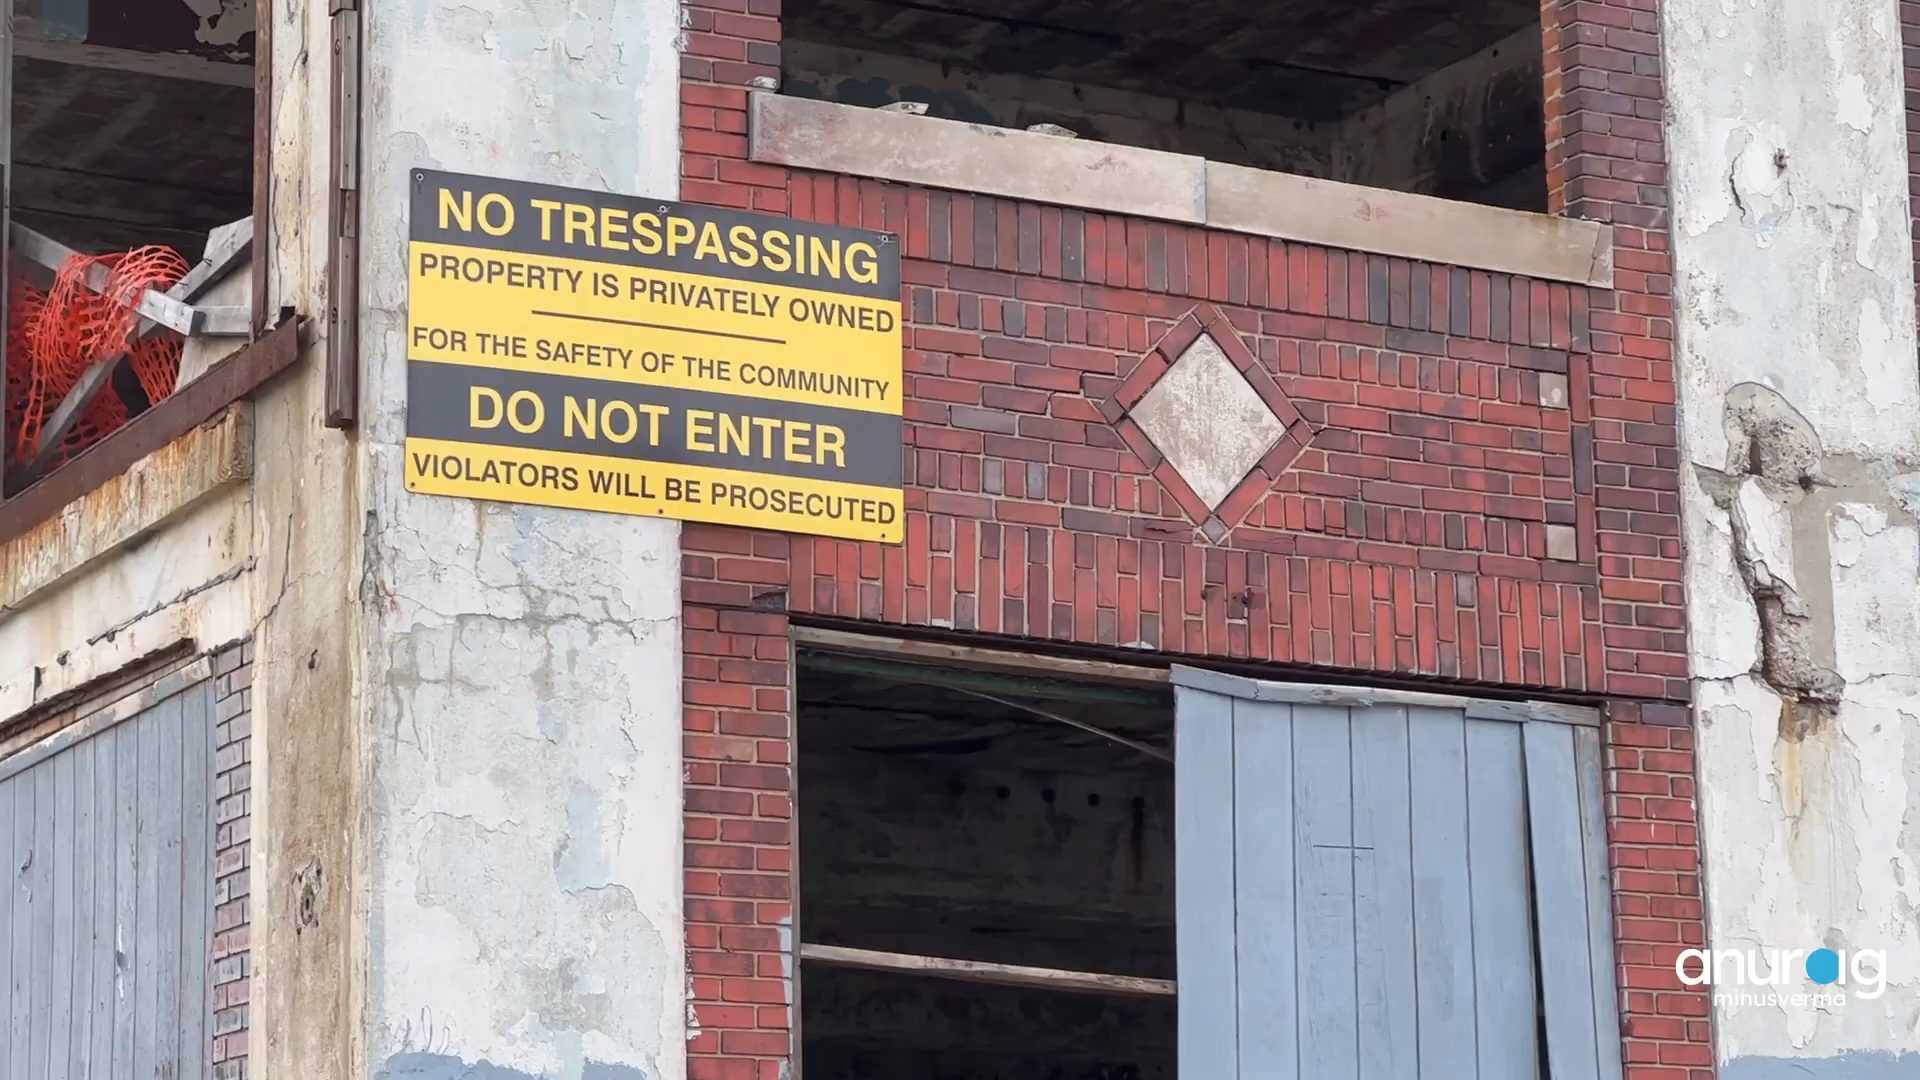 NO TRESPASSING
PROPERTY IS PRIVATELY OWNED
FOR THE SAFETY OF THE COMMUNITY
DO NOT ENTER
VIOLATORS WILL BE PROSECUTED
anuraig
minusverma